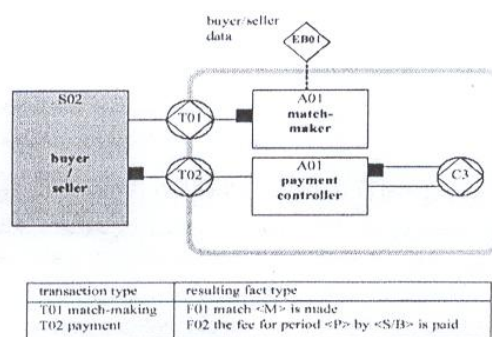 buyer/seller
data
EB01
S02
buyer
/
seller
T01
A01
match-
maker
T02
A01
payment
controller
C3
transaction type resulting fact type
T01 match-making F01 match <M> is made
T02 payment F02 the fee for period <P> by <S/B> is paid